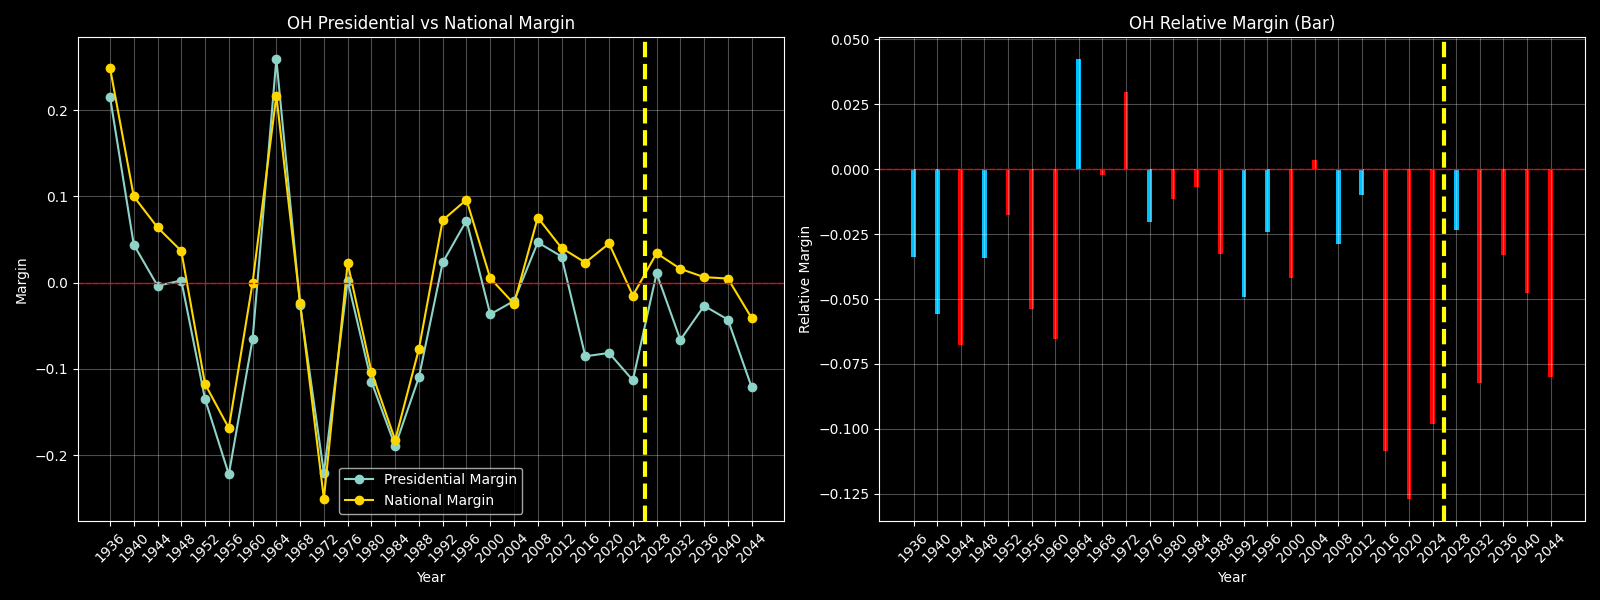 OH Presidential vs National Margin
0.2
0.1
0.0
−0.1
−0.2
Margin
Presidential Margin
National Margin
1936 1940 1944 1948 1952 1956 1960 1964 1968 1972 1976 1980 1984 1988 1992 1996 2000 2004 2008 2012 2016 2020 2024 2028 2032 2036 2040 2044
Year
OH Relative Margin (Bar)
0.050
0.025
0.000
−0.025
−0.050
−0.075
−0.100
−0.125
Relative Margin
1936 1940 1944 1948 1952 1956 1960 1964 1968 1972 1976 1980 1984 1988 1992 1996 2000 2004 2008 2012 2016 2020 2024 2028 2032 2036 2040 2044
Year